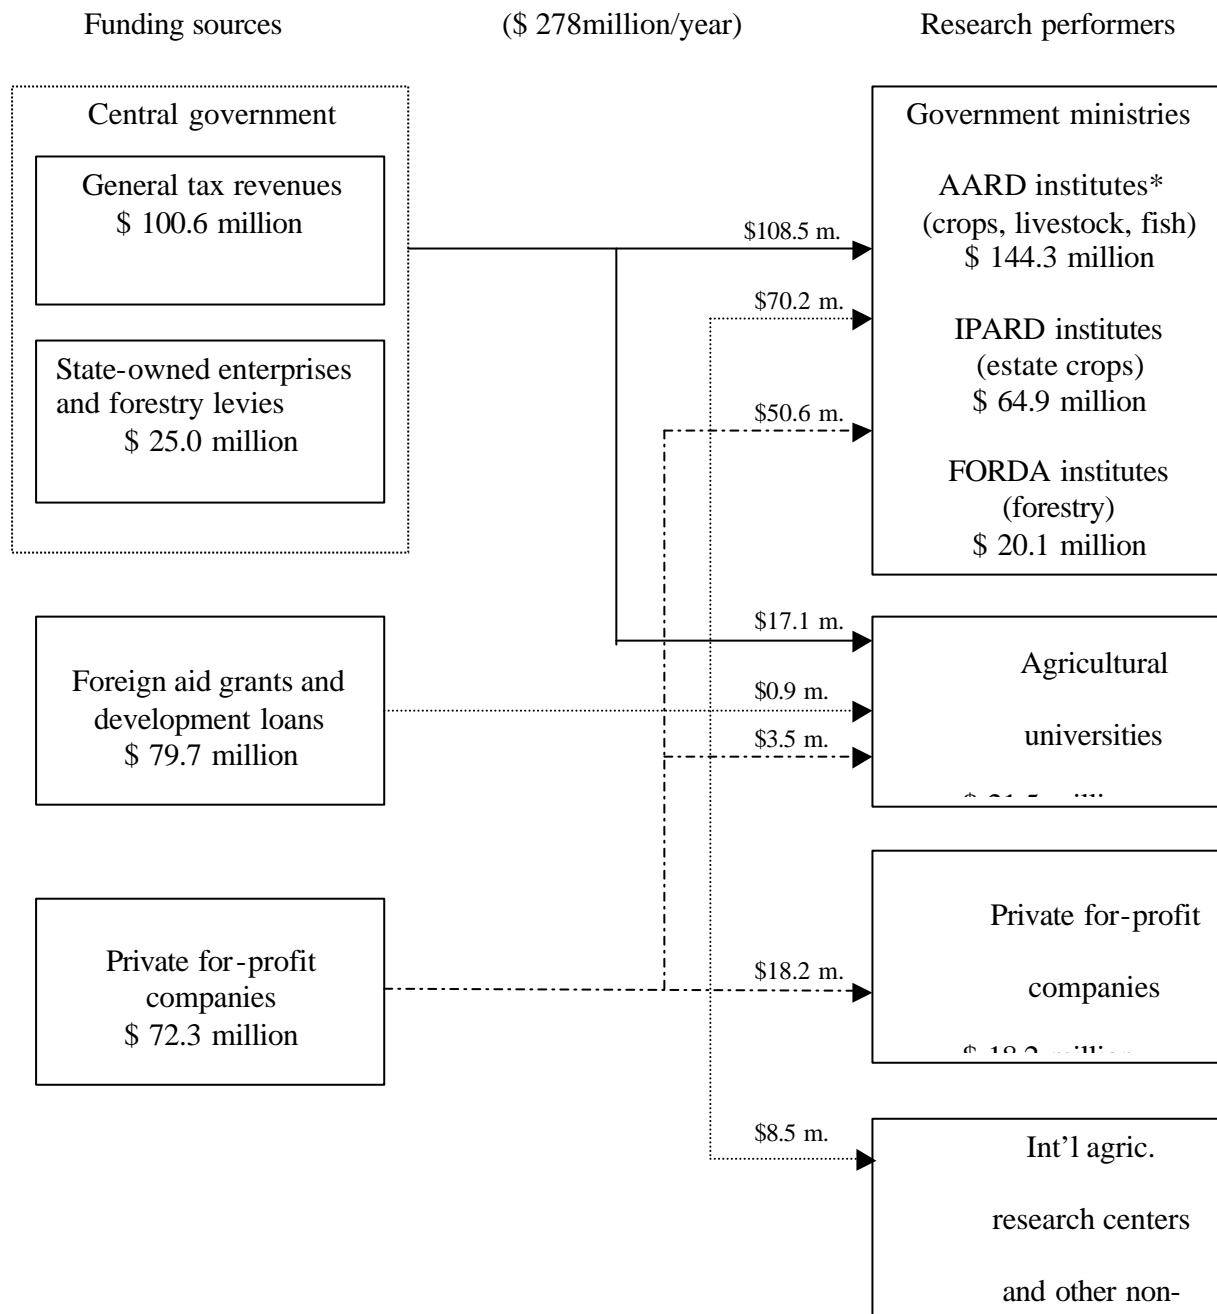 Funding sources
($ 278million/year)
Research performers
Central government
General tax revenues
$ 100.6 million
State-owned enterprises
and forestry levies
$ 25.0 million
Foreign aid grants and
development loans
$ 79.7 million
Private for-profit
companies
$ 72.3 million
$108.5 m.
$70.2 m.
$50.6 m.
$17.1 m.
$0.9 m.
$3.5 m.
$18.2 m.
$8.5 m.
Government ministries
AARD institutes*
(crops, livestock, fish)
$ 144.3 million
IPARD institutes
(estate crops)
$ 64.9 million
FORDA institutes
(forestry)
$ 20.1 million
Agricultural
universities
Private for-profit
companies
Int'l agric.
research centers
and other non-